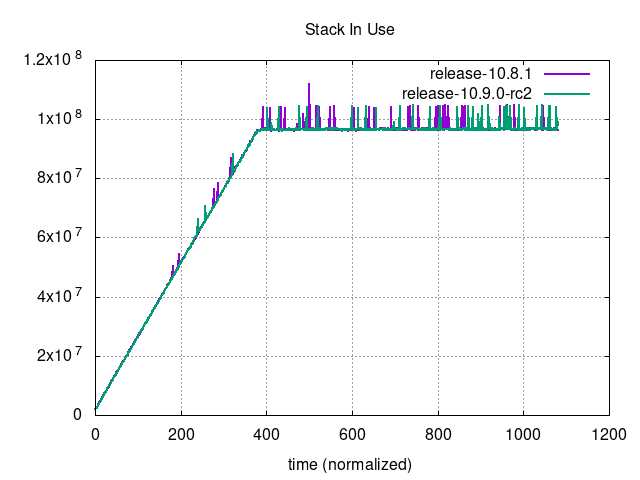 Stack In Use
1.2x10^8
1x10^8
8x10^7
6x10^7
4x10^7
2x10^7
0
release-10.8.1
release-10.9.0-rc2
0 200 400 600 800 1000 1200
time (normalized)